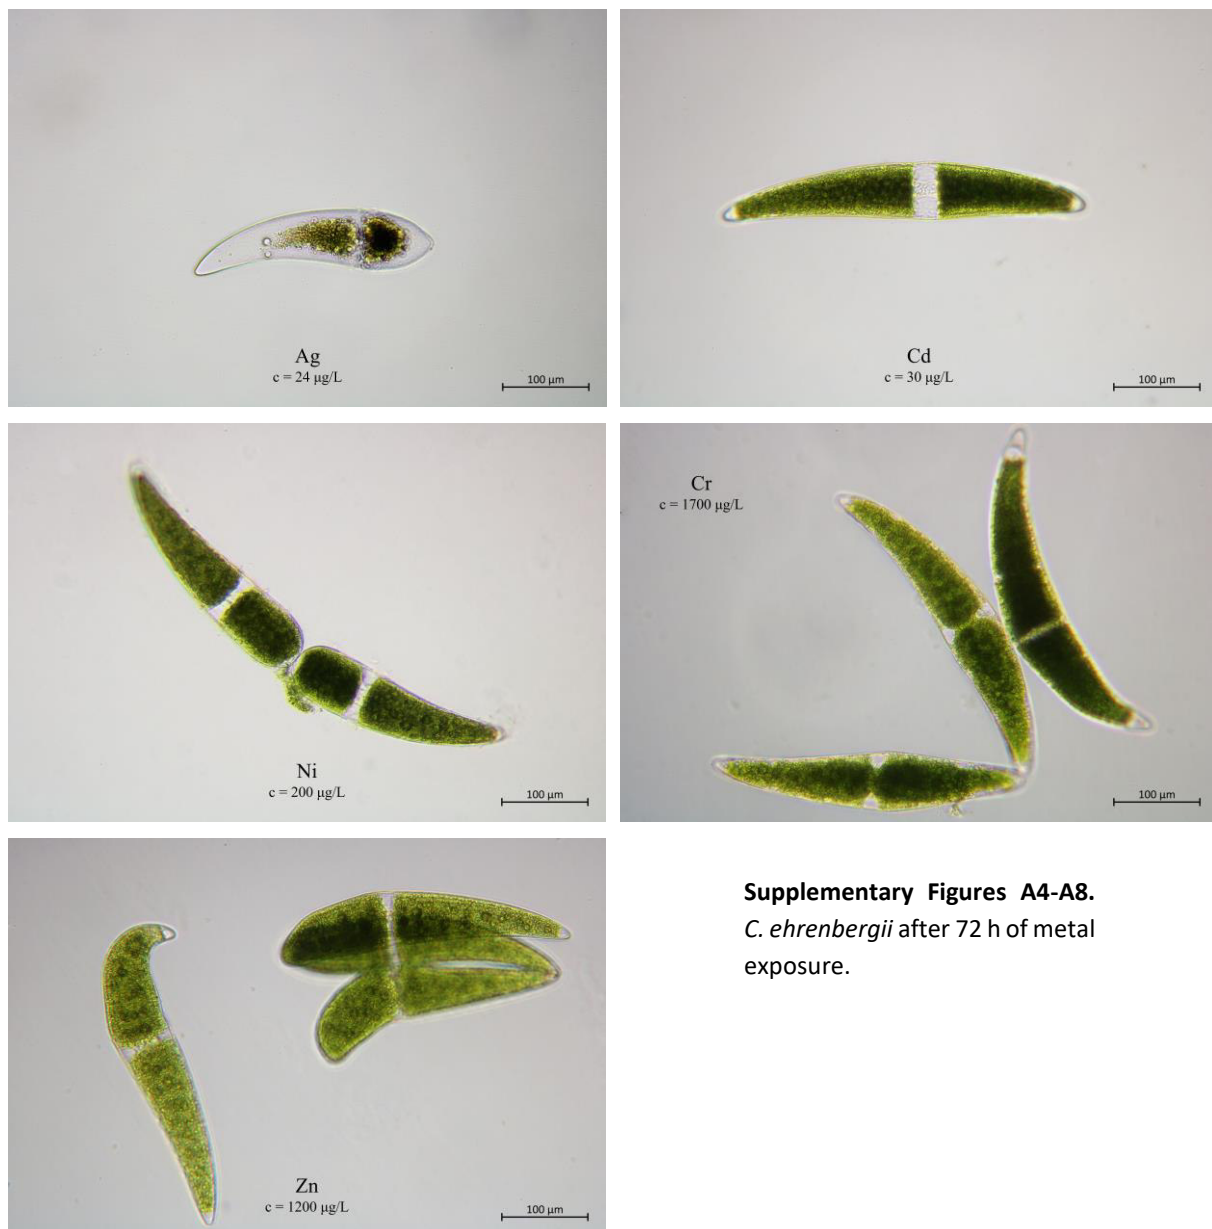 Ag
c = 24 µg/L
100 µm
Cd
c = 30 µg/L
100 µm
Ni
c = 200 µg/L
100 µm
Cr
c = 1700 µg/L
100 µm
Zn
c = 1200 µg/L
100 µm
Supplementary Figures A4-A8.
C. ehrenbergii after 72 h of metal
exposure.